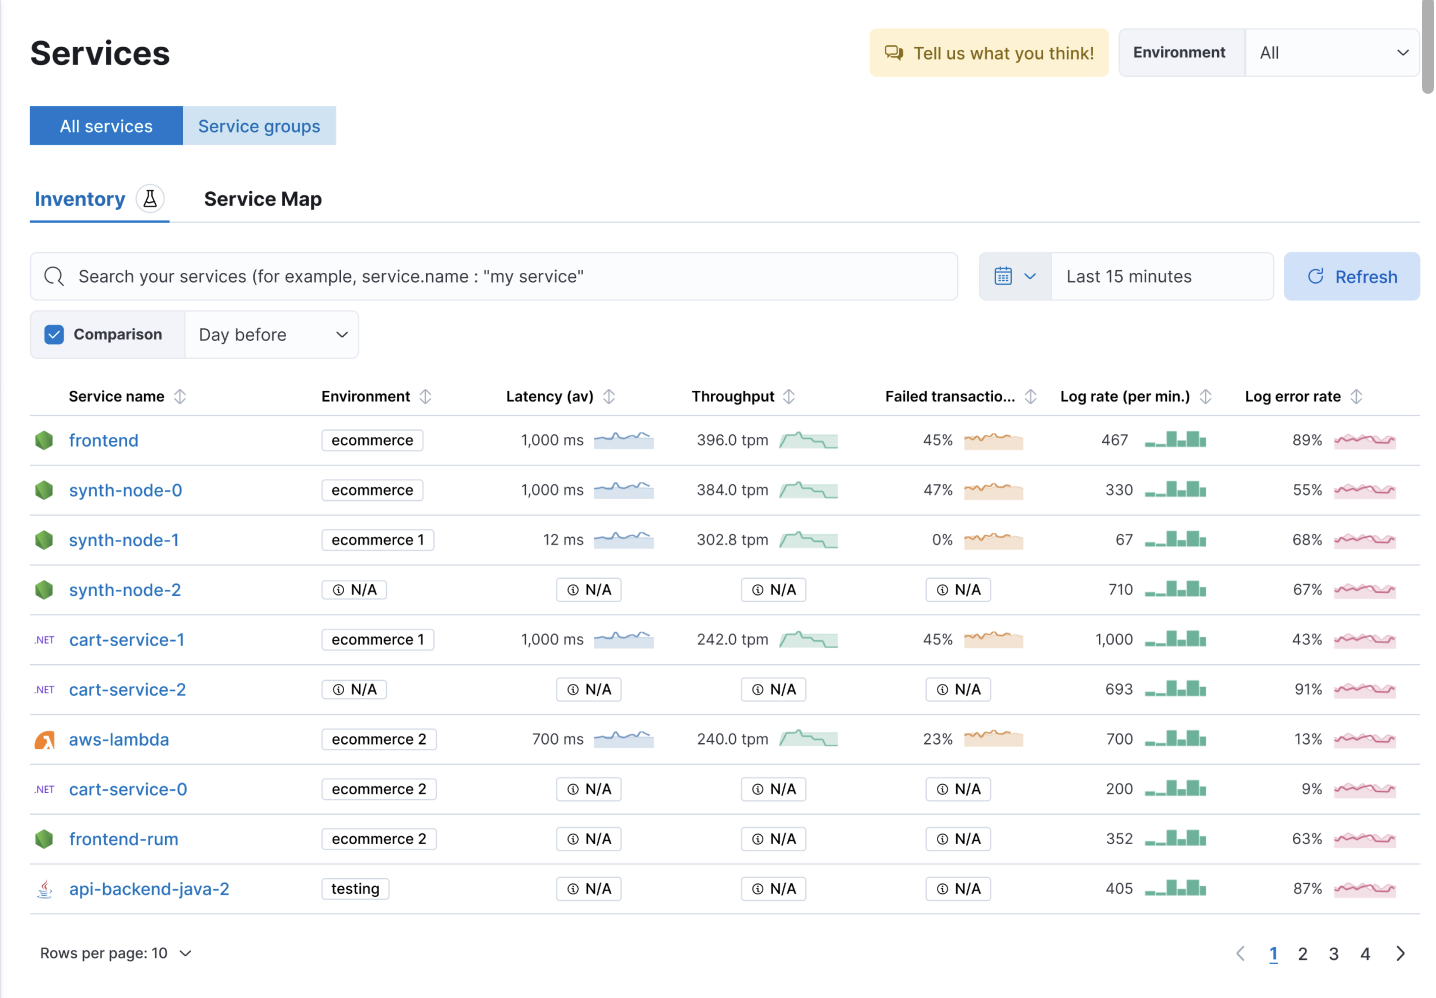 Services
Tell us what you think!
Environment
All
All services
Service groups
Inventory
Service Map
Search your services (for example, service.name : "my service"
Last 15 minutes
Refresh
Comparison
Day before
Service name Environment Latency (av) Throughput Failed transactio... Log rate (per min.) Log error rate
frontend ecommerce 1,000 ms 396.0 tpm 45% 467 89%
synth-node-0 ecommerce 1,000 ms 384.0 tpm 47% 330 55%
synth-node-1 ecommerce 1 12 ms 302.8 tpm 0% 67 68%
synth-node-2 N/A N/A N/A N/A 710 67%
.NET cart-service-1 ecommerce 1 1,000 ms 242.0 tpm 45% 1,000 43%
.NET cart-service-2 N/A N/A N/A N/A 693 91%
aws-lambda ecommerce 2 700 ms 240.0 tpm 23% 700 13%
.NET cart-service-0 ecommerce 2 N/A N/A N/A 200 9%
frontend-rum ecommerce 2 N/A N/A N/A 352 63%
api-backend-java-2 testing N/A N/A N/A 405 87%
Rows per page: 10
1 2 3 4